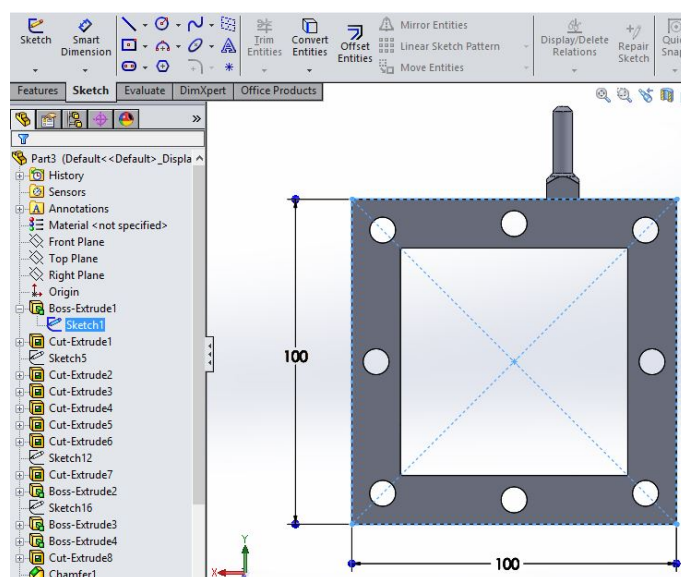 Sketch Smart Dimension Trim Entities Convert Entities Offset Entities Mirror Entities Display/Delete Relations Repair Sketch
Linear Sketch Pattern
Move Entities
Features Sketch Evaluate DimXpert Office Products
»
Part3 (Default<<Default>_Displa
History
Sensors
Annotations
Material <not specified>
Front Plane
Top Plane
Right Plane
Origin
Boss-Extrude1
Sketch1
Cut-Extrude1
Sketch5
Cut-Extrude2
Cut-Extrude3
Cut-Extrude4
Cut-Extrude5
Cut-Extrude6
Sketch12
Cut-Extrude7
Boss-Extrude2
Sketch16
Boss-Extrude3
Boss-Extrude4
Cut-Extrude8
Chamfer1
100
100
Y
X